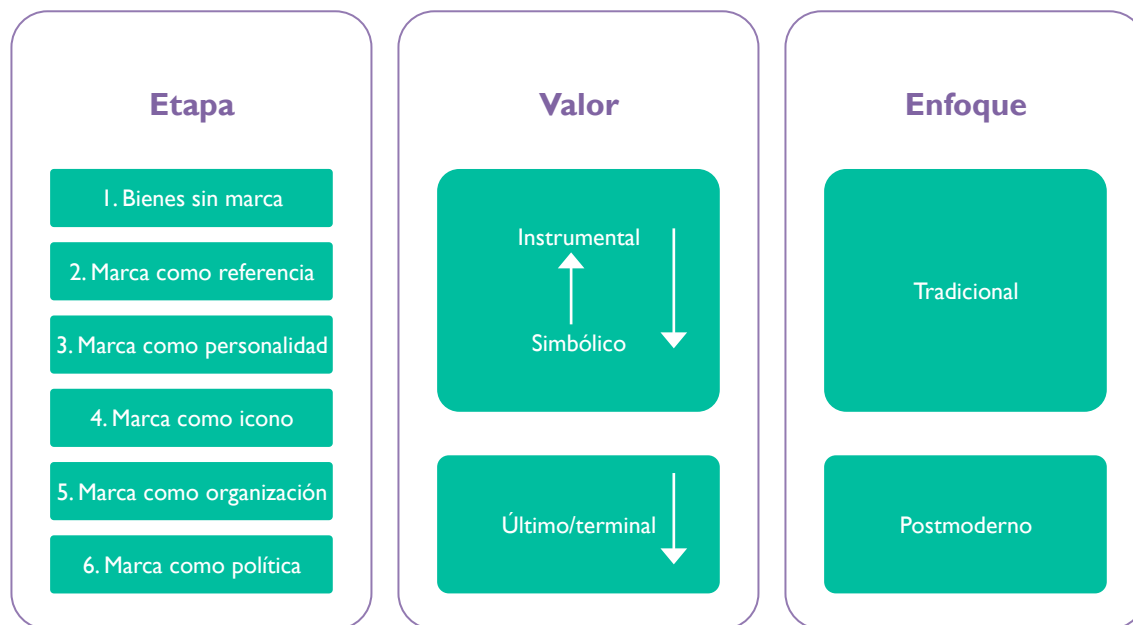 Etapa
1. Bienes sin marca
2. Marca como referencia
3. Marca como personalidad
4. Marca como icono
5. Marca como organización
6. Marca como política
Valor
Instrumental
Simbólico
Último/terminal
Enfoque
Tradicional
Postmoderno